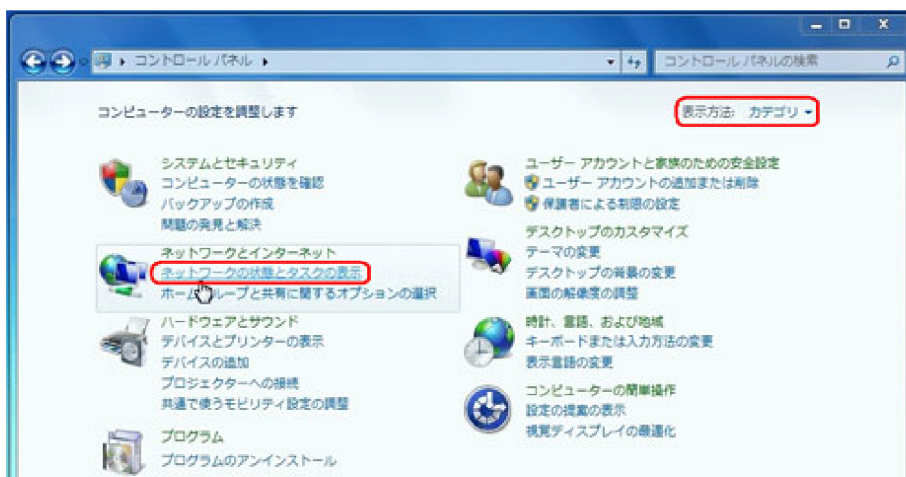 コントロール パネル
コントロール パネルの検索
コンピューターの設定を調整します
表示方法: カテゴリ
システムとセキュリティ
コンピューターの状態を確認
バックアップの作成
問題の発見と解決
ネットワークとインターネット
ネットワークの状態とタスクの表示
ホームグループと共有に関するオプションの選択
ハードウェアとサウンド
デバイスとプリンターの表示
デバイスの追加
プロジェクターへの接続
共通で使うモビリティ設定の調整
プログラム
プログラムのアンインストール
ユーザー アカウントと家族のための安全設定
ユーザー アカウントの追加または削除
保護者による制限の設定
デスクトップのカスタマイズ
テーマの変更
デスクトップの背景の変更
画面の解像度の調整
時計、言語、および地域
キーボードまたは入力方法の変更
表示言語の変更
コンピューターの簡単操作
設定の提案の表示
視覚ディスプレイの最適化